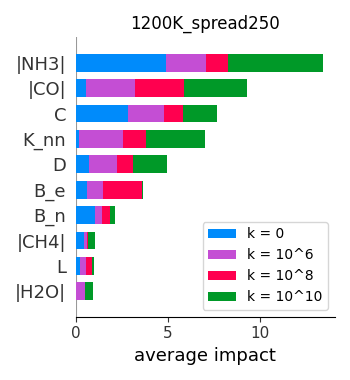 1200K_spread250
|NH3|
|CO|
C
K_nn
D
B_e
B_n
|CH4|
L
|H2O|
k = 0
k = 10^6
k = 10^8
k = 10^10
0 5 10
average impact